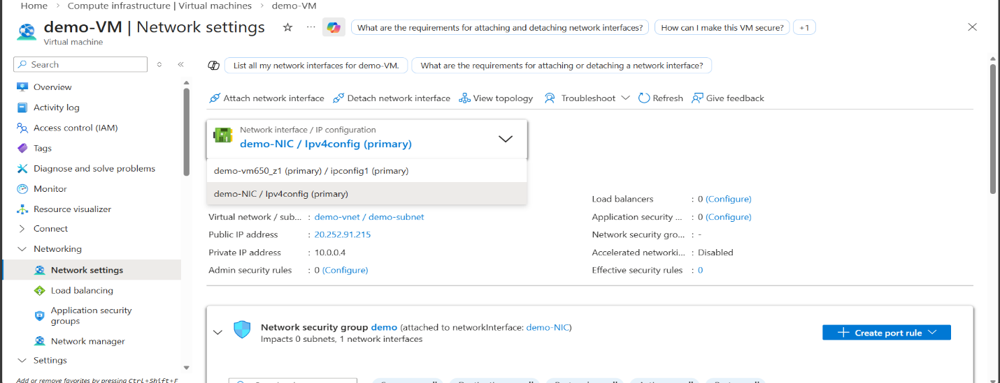 Home > Compute infrastructure | Virtual machines > demo-VM
demo-VM | Network settings
Virtual machine
What are the requirements for attaching and detaching network interfaces?
How can I make this VM secure?
+1
Search
Overview
Activity log
Access control (IAM)
Tags
Diagnose and solve problems
Monitor
Resource visualizer
Connect
Networking
Network settings
Load balancing
Application security
groups
Network manager
Settings
Add or remove favorites by pressing Ctrl+Shift+F
List all my network interfaces for demo-VM.
What are the requirements for attaching or detaching a network interface?
Attach network interface
Detach network interface
View topology
Troubleshoot
Refresh
Give feedback
Network interface / IP configuration
demo-NIC / Ipv4config (primary)
demo-vm650_z1 (primary) / ipconfig1 (primary)
demo-NIC / Ipv4config (primary)
Virtual network / sub... : demo-vnet / demo-subnet
Public IP address : 20.252.91.215
Private IP address : 10.0.0.4
Admin security rules : 0 (Configure)
Load balancers : 0 (Configure)
Application security ... : 0 (Configure)
Network security gro... : -
Accelerated networki... : Disabled
Effective security rules : 0
Network security group demo (attached to networkInterface: demo-NIC)
Impacts 0 subnets, 1 network interfaces
Create port rule